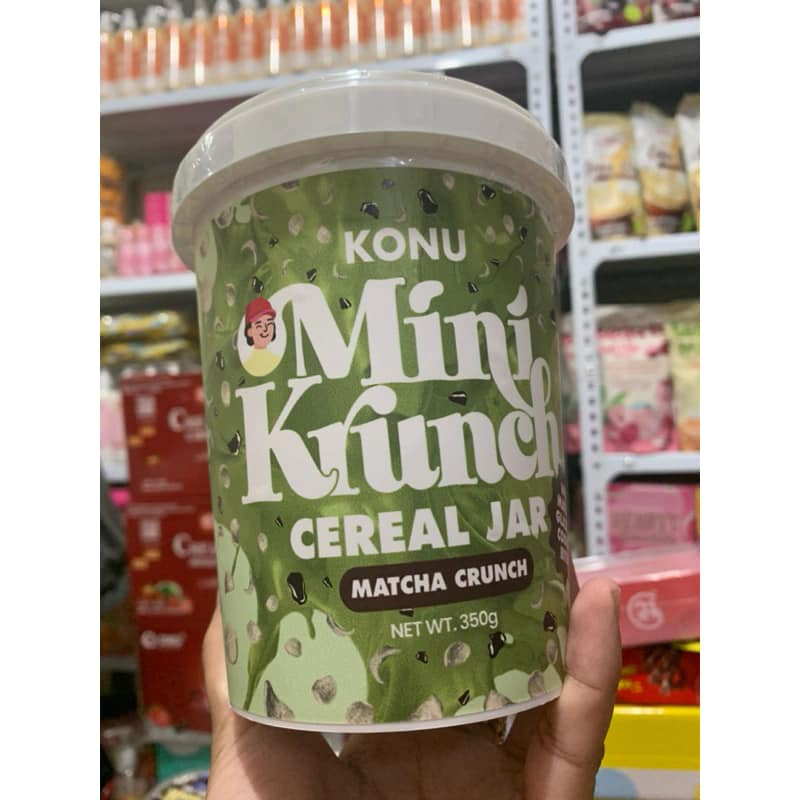 KONU
Mini
Krunch
CEREAL JAR
MATCHA CRUNCH
NET WT. 350g